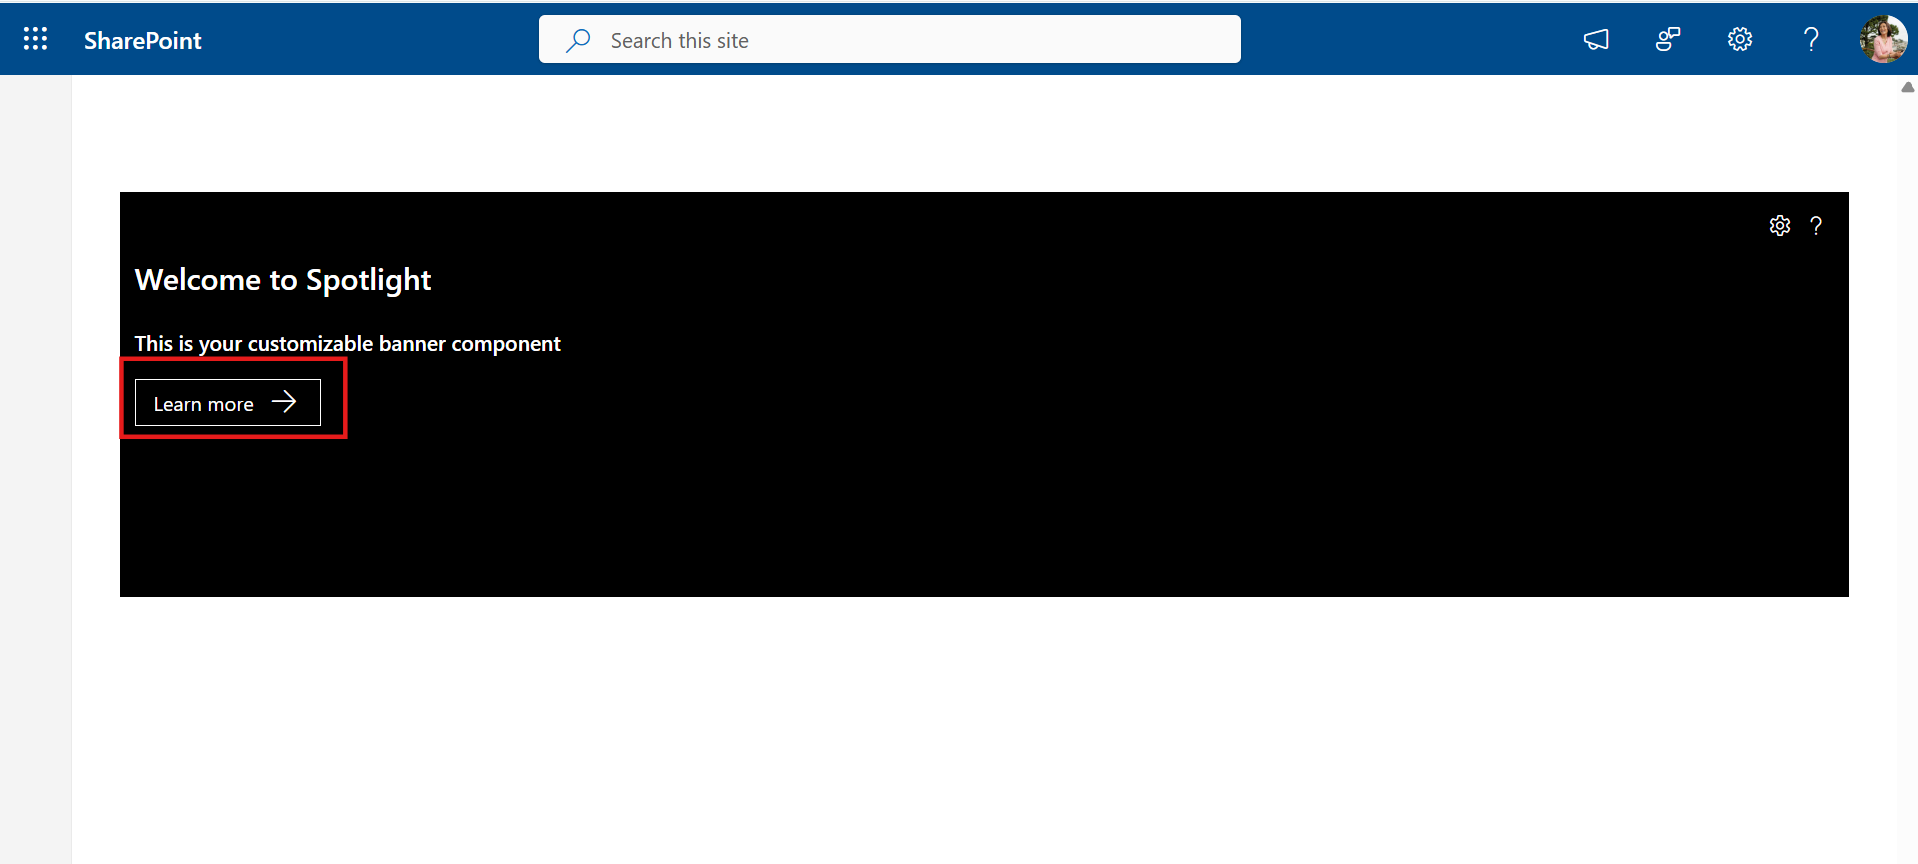 SharePoint
Search this site
Welcome to Spotlight
This is your customizable banner component
Learn more